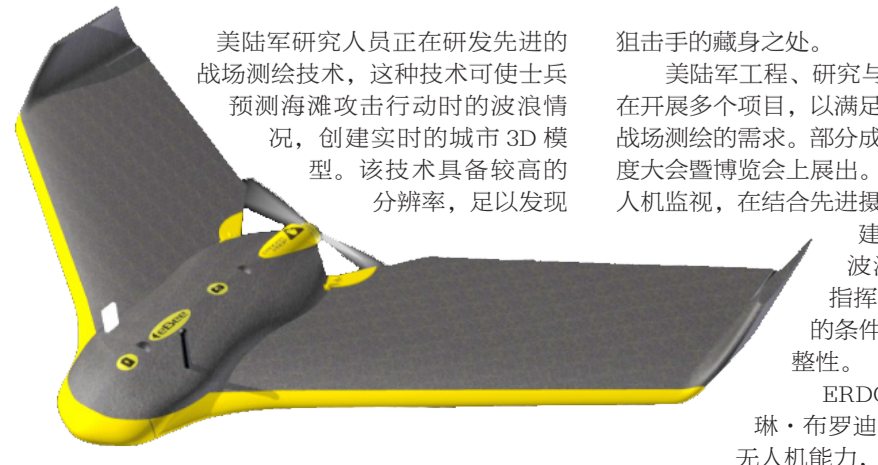 美陆军研究人员正在研发先进的
战场测绘技术，这种技术可使士兵
预测海滩攻击行动时的波浪情
况，创建实时的城市 3D 模
型。该技术具备较高的
分辨率，足以发现
狙击手的藏身之处。
美陆军工程、研究与
在开展多个项目，以满足
战场测绘的需求。部分成
度大会暨博览会上展出。
人机监视，在结合先进摄
建
波浪
指挥
的条件
整性。
ERDC
琳·布罗迪
无人机能力，
eBee